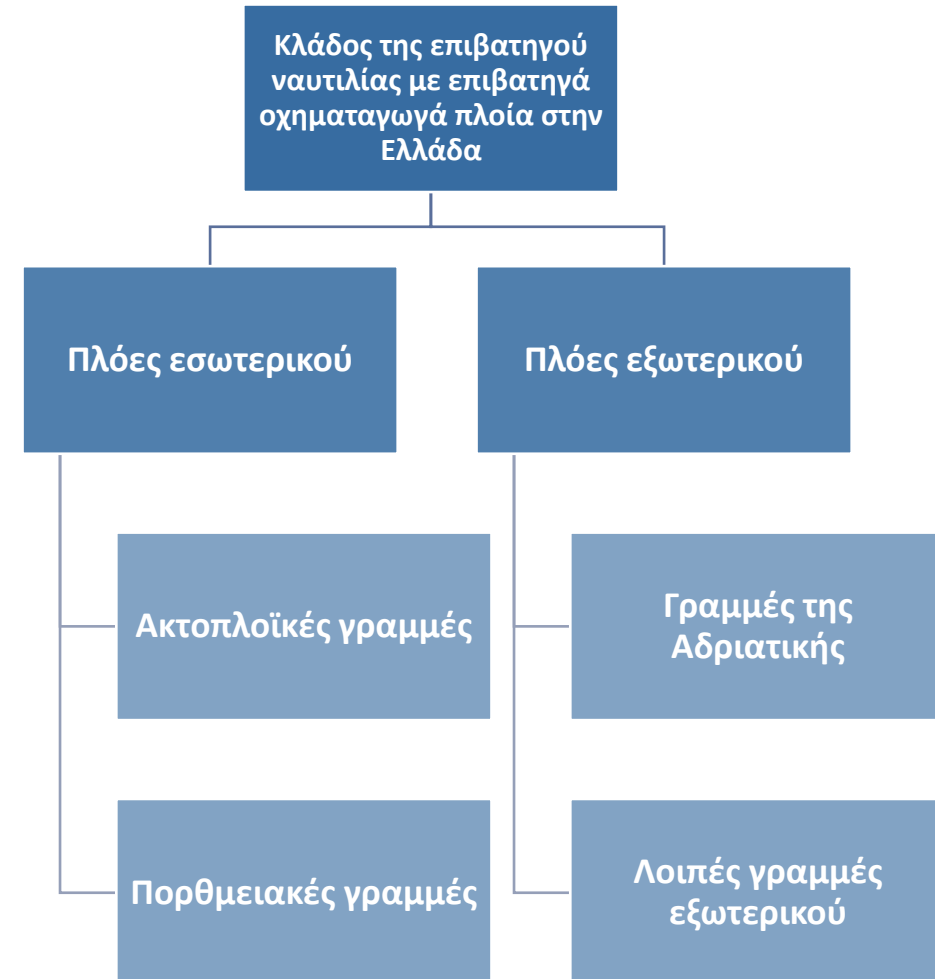 Κλάδος της επιβατηγού
ναυτιλίας με επιβατηγά
οχηματαγωγά πλοία στην
Ελλάδα
Πλόες εσωτερικού
Πλόες εξωτερικού
Ακτοπλοϊκές γραμμές
Γραμμές της
Αδριατικής
Πορθμειακές γραμμές
Λοιπές γραμμές
εξωτερικού